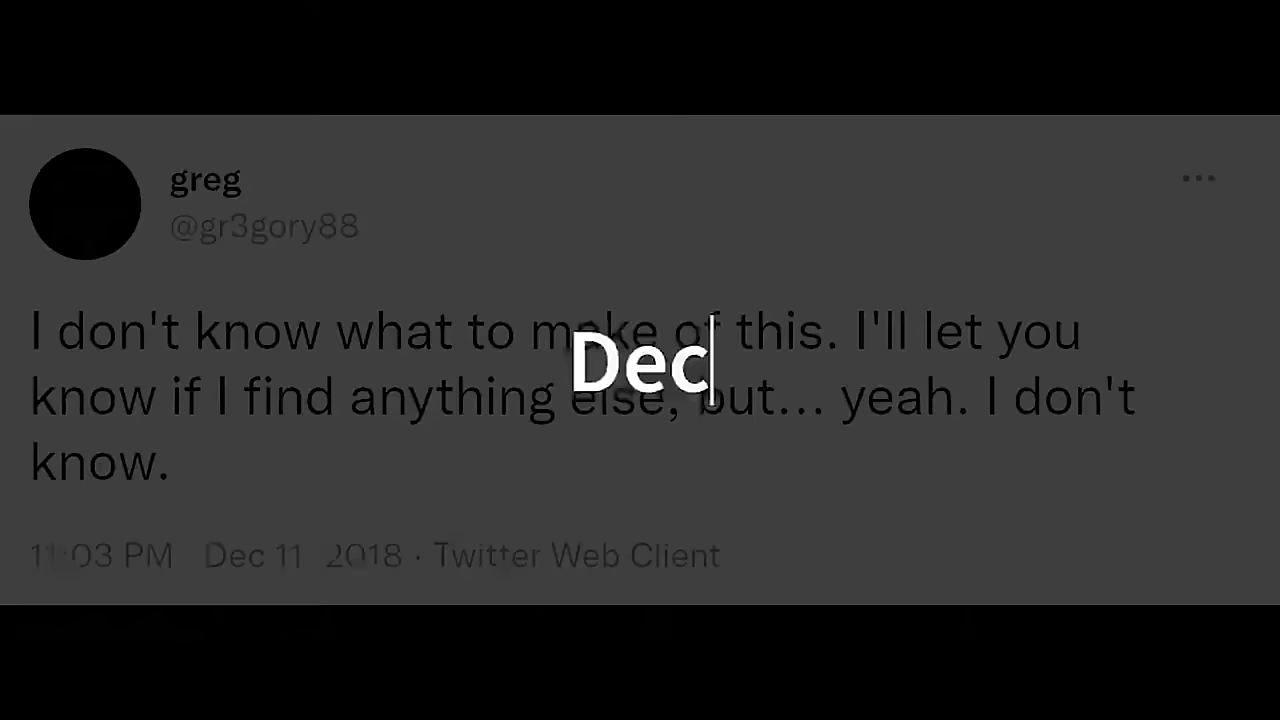 greg
@gr3gory88
I don't know what to make of this. I'll let you
know if I find anything else, but... yeah. I don't
know.
Dec
11:03 PM Dec 11 2018 · Twitter Web Client